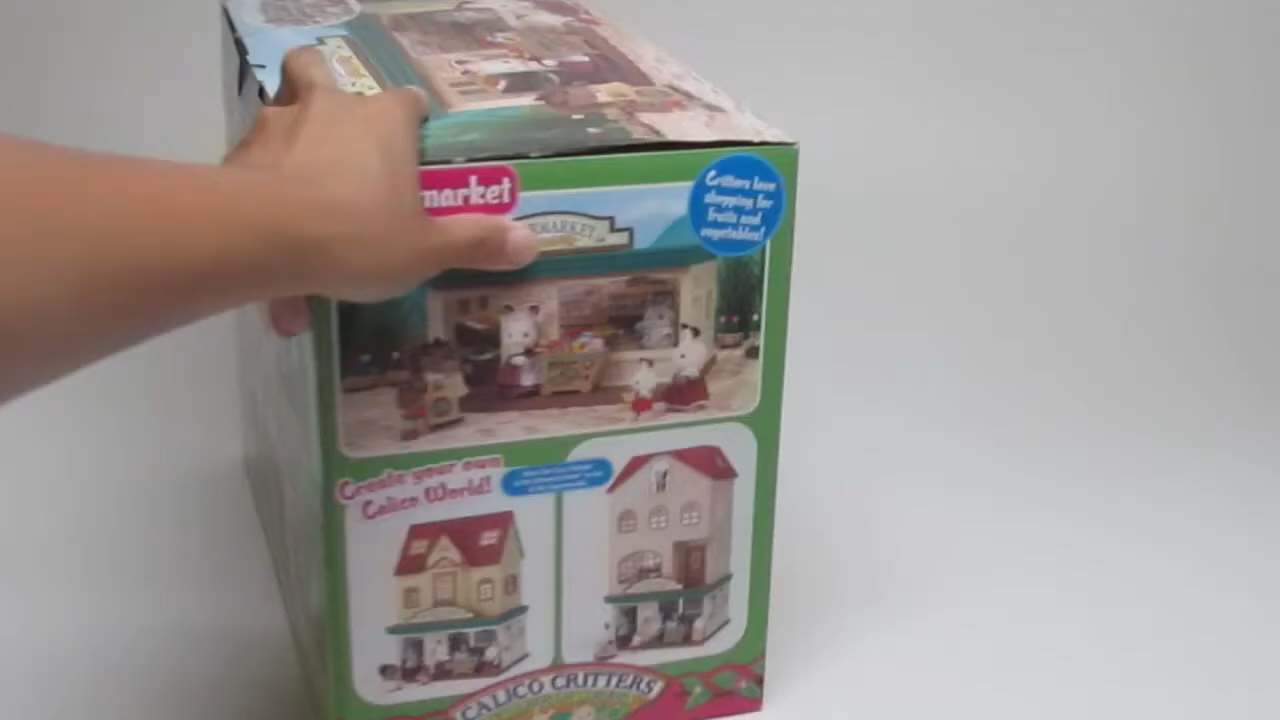 market
Critters love
shopping for
fruits and
vegetables!
Create your own
Calico World!
CALICO CRITTERS